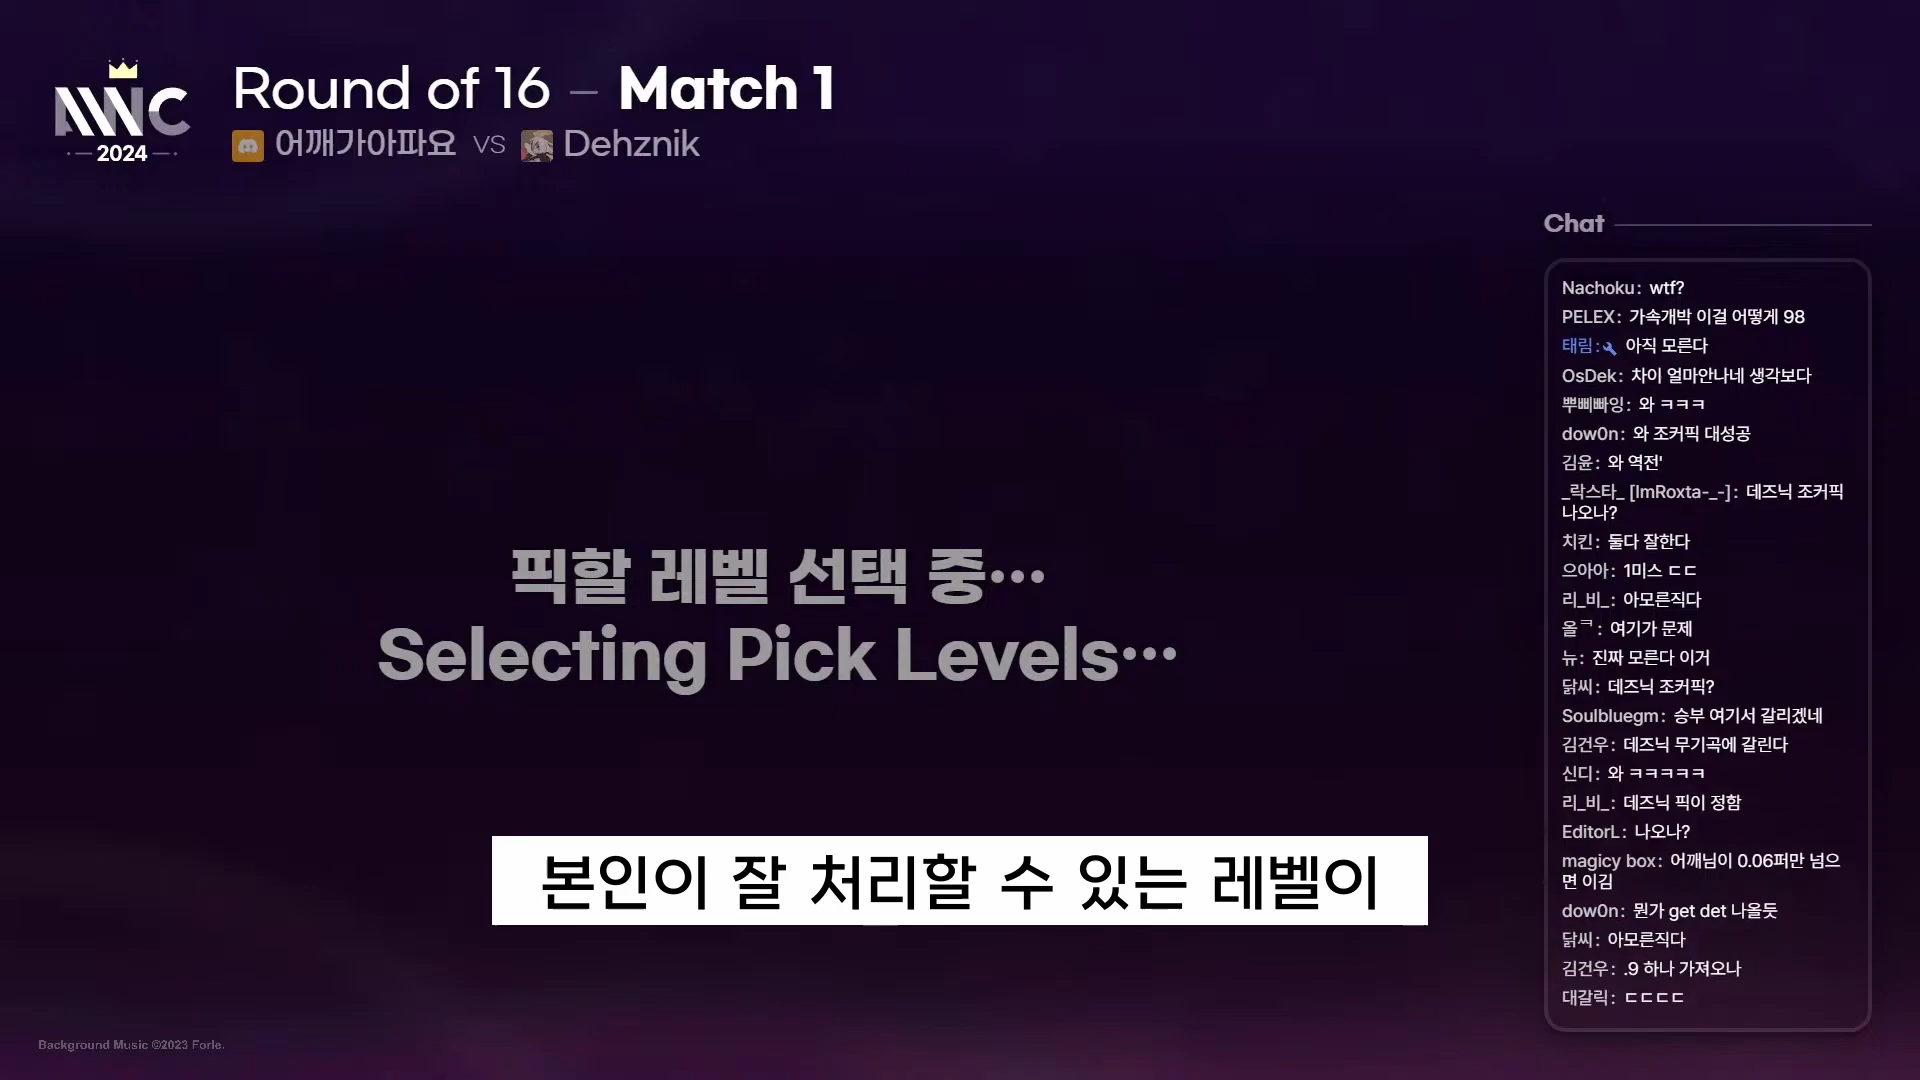 AWC
2024
Round of 16 – Match 1
어깨가아파요 VS Dehznik
Chat
Nachoku: wtf?
PELEX: 가속개박 이걸 어떻게 98
태림: 아직 모른다
OsDek: 차이 얼마안나네 생각보다
뿌삐빠잉: 와 ㅋㅋㅋ
dow0n: 와 조커픽 대성공
김윤: 와 역전'
_락스타_ [ImRoxta-_-]: 데즈닉 조커픽
나오나?
치킨: 둘다 잘한다
으아아: 1미스 ㄷㄷ
리_비_: 아모른직다
올ᄏ: 여기가 문제
뉴: 진짜 모른다 이거
닭씨: 데즈닉 조커픽?
Soulbluegm: 승부 여기서 갈리겠네
김건우: 데즈닉 무기곡에 갈린다
신디: 와 ㅋㅋㅋㅋㅋ
리_비_: 데즈닉 픽이 정함
EditorL: 나오나?
magicy box: 어깨님이 0.06퍼만 넘으
면 이김
dow0n: 뭔가 get det 나올듯
닭씨: 아모른직다
김건우: .9 하나 가져오나
대갈릭: ㄷㄷㄷㄷ
픽할 레벨 선택 중…
Selecting Pick Levels…
본인이 잘 처리할 수 있는 레벨이
Background Music ©2023 Forle.